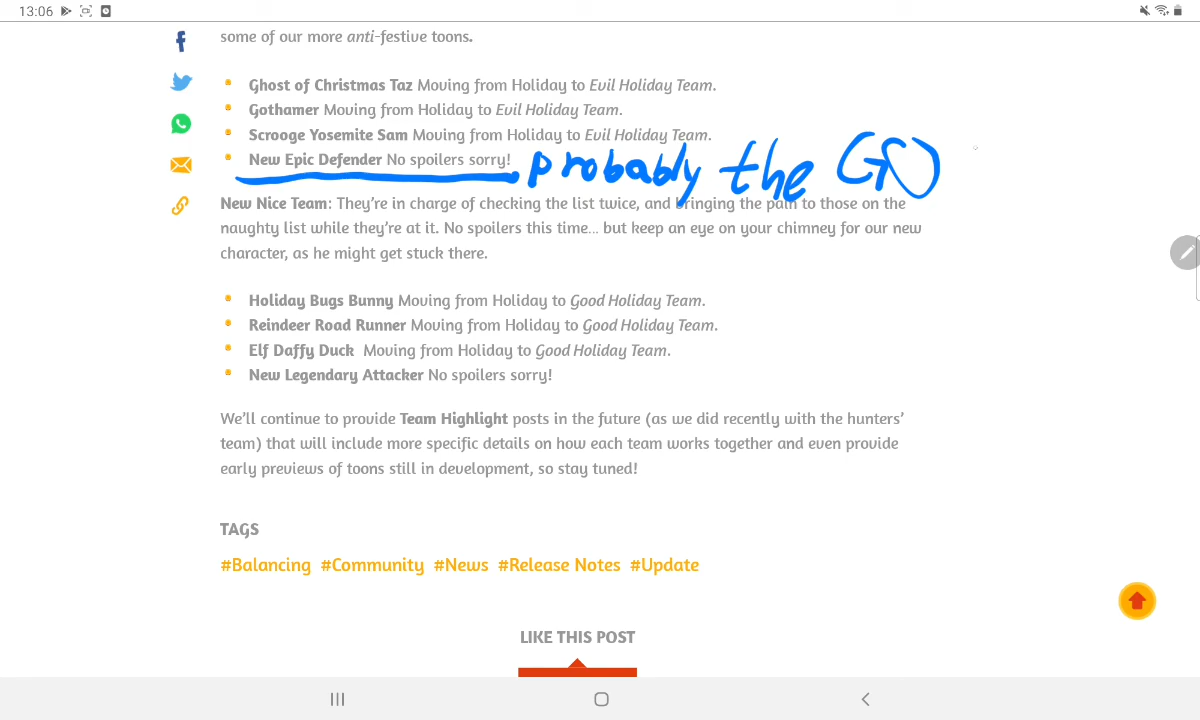 13:06
some of our more anti-festive toons.
Ghost of Christmas Taz Moving from Holiday to Evil Holiday Team.
Gothamer Moving from Holiday to Evil Holiday Team.
Scrooge Yosemite Sam Moving from Holiday to Evil Holiday Team.
New Epic Defender No spoilers sorry!
probably the
New Nice Team: They're in charge of checking the list twice, and bringing the pain to those on the
naughty list while they're at it. No spoilers this time... but keep an eye on your chimney for our new
character, as he might get stuck there.
Holiday Bugs Bunny Moving from Holiday to Good Holiday Team.
Reindeer Road Runner Moving from Holiday to Good Holiday Team.
Elf Daffy Duck Moving from Holiday to Good Holiday Team.
New Legendary Attacker No spoilers sorry!
We'll continue to provide Team Highlight posts in the future (as we did recently with the hunters'
team) that will include more specific details on how each team works together and even provide
early previews of toons still in development, so stay tuned!
TAGS
#Balancing #Community #News #Release Notes #Update
LIKE THIS POST